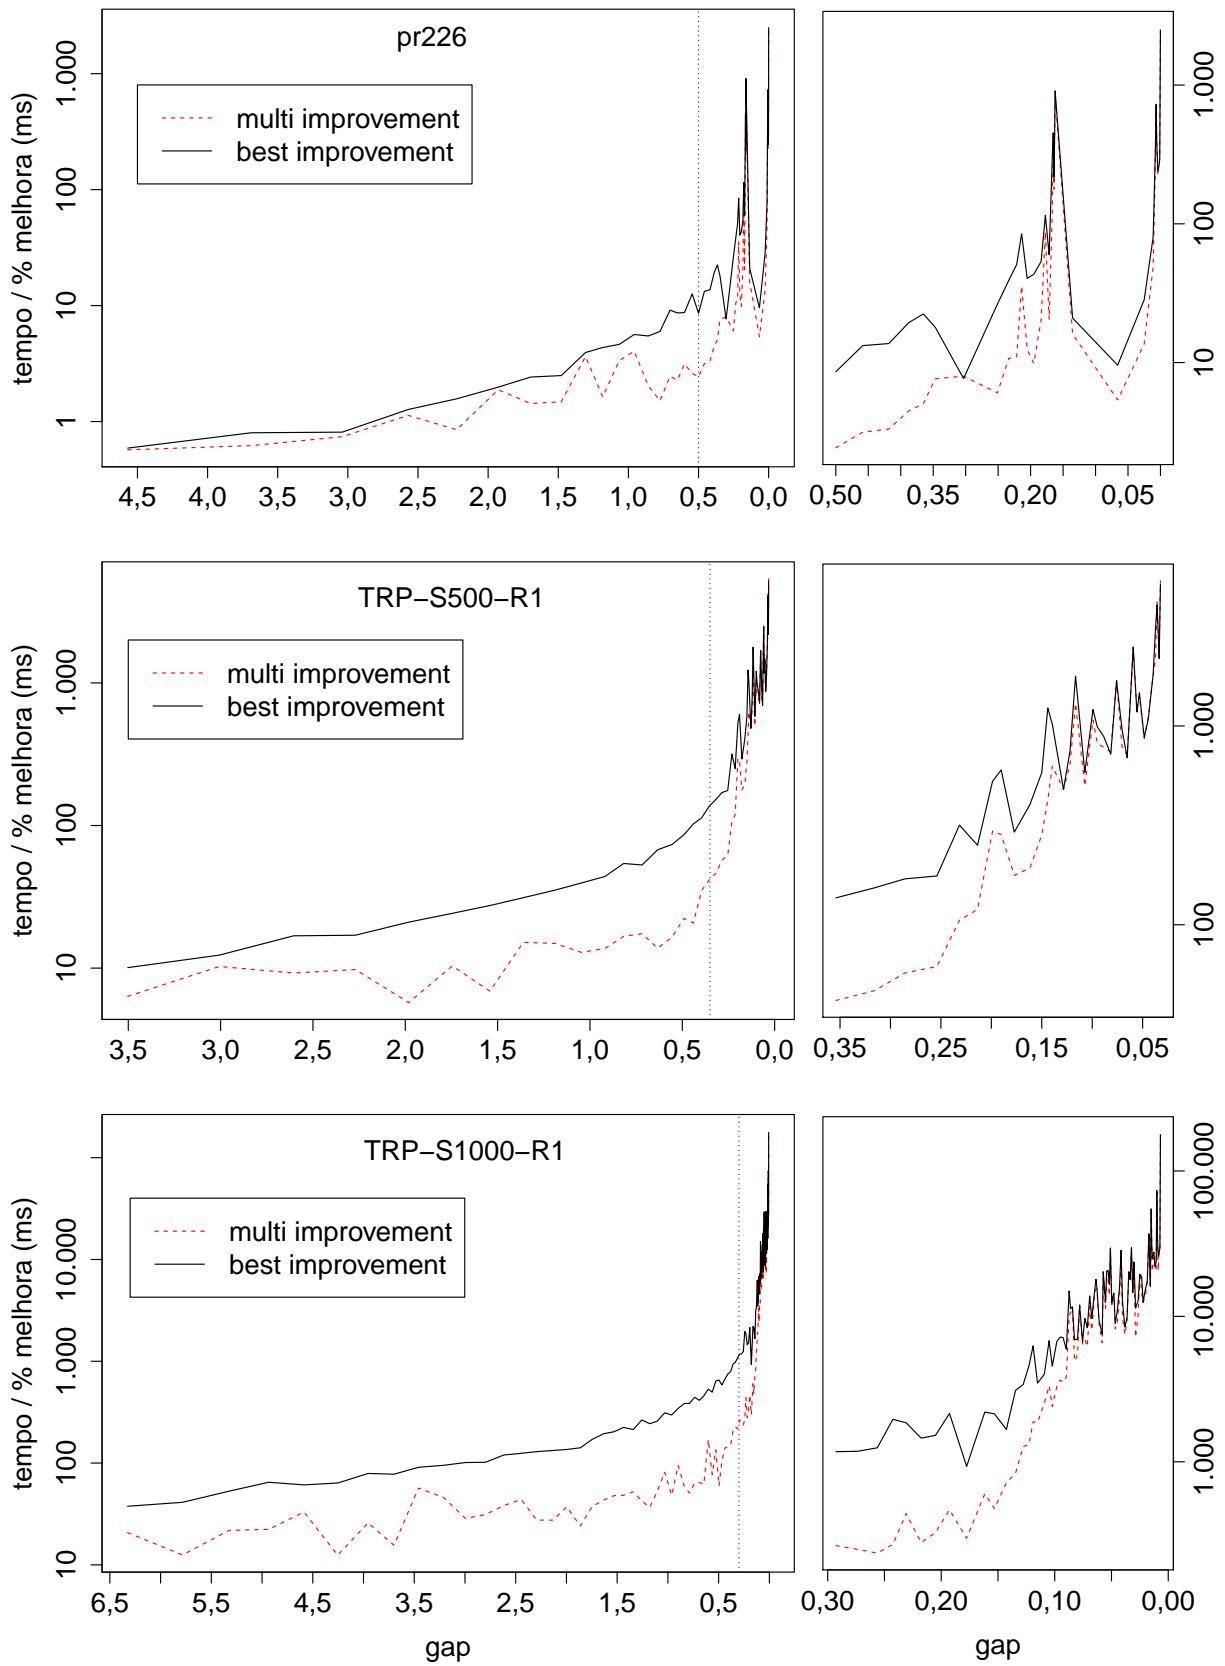 pr226
multi improvement
best improvement
tempo / % melhora (ms)
1.000
100
10
1
4,5 4,0 3,5 3,0 2,5 2,0 1,5 1,0 0,5 0,0
1.000
100
10
0,50 0,35 0,20 0,05
TRP–S500–R1
multi improvement
best improvement
tempo / % melhora (ms)
1.000
100
10
3,5 3,0 2,5 2,0 1,5 1,0 0,5 0,0
1.000
100
0,35 0,25 0,15 0,05
TRP–S1000–R1
multi improvement
best improvement
tempo / % melhora (ms)
10.000
1.000
100
10
6,5 5,5 4,5 3,5 2,5 1,5 0,5
gap
100.0000
10.000
1.000
0,30 0,20 0,10 0,00
gap